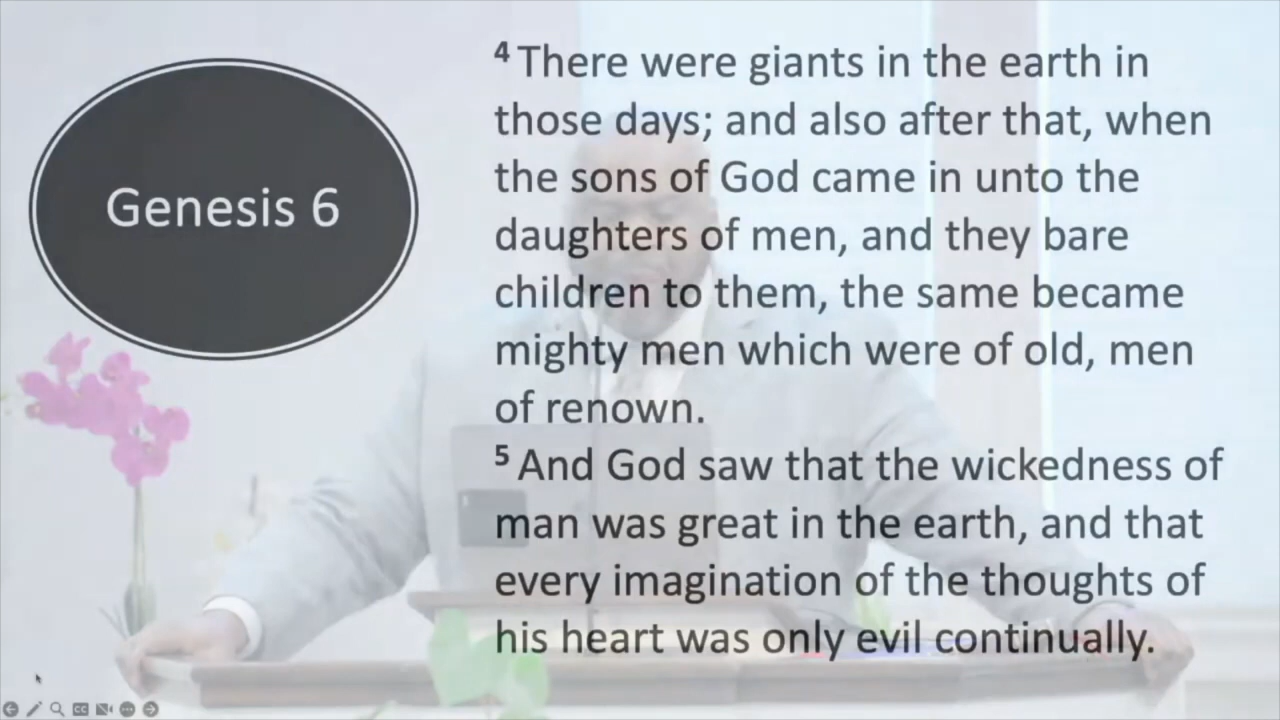 Genesis 6
4 There were giants in the earth in
those days; and also after that, when
the sons of God came in unto the
daughters of men, and they bare
children to them, the same became
mighty men which were of old, men
of renown.
5 And God saw that the wickedness of
man was great in the earth, and that
every imagination of the thoughts of
his heart was only evil continually.
CC